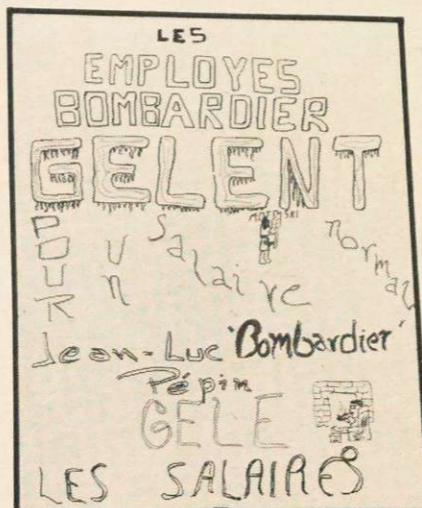 LES
EMPLOYES
BOMBARDIER
GELENT
POUR
un
salaire
normal
Jean-Luc 'Bombardier'
Pépin
GELE
LES SALAIRES